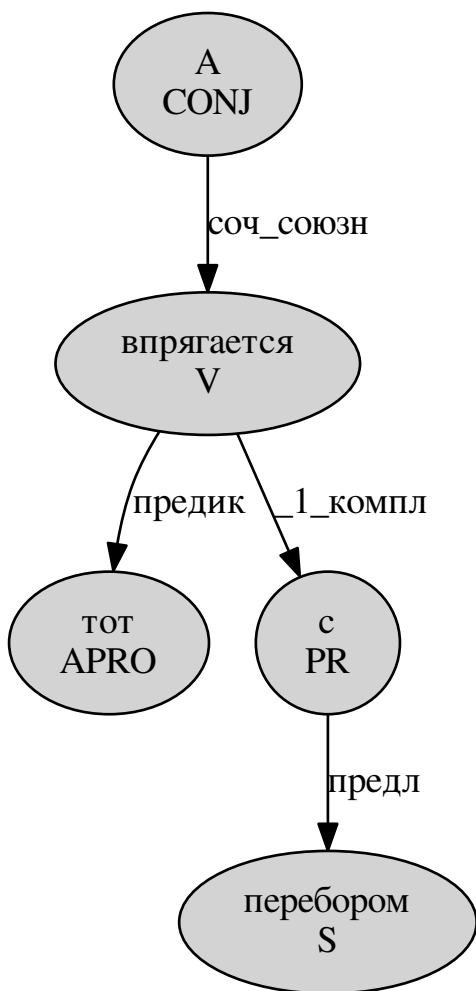 А
CONJ
соч_союзн
впрягается
V
предик
_1_компл
тот
APRO
с
PR
предл
перебором
S